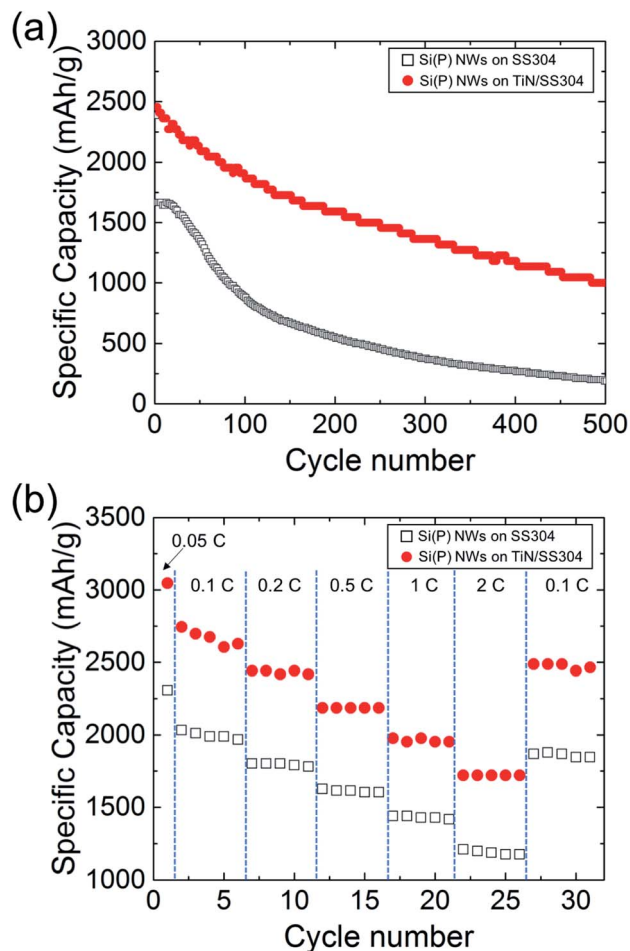 (a)
3000
2500
2000
1500
1000
500
0
Specific Capacity (mAh/g)
Si(P) NWs on SS304
Si(P) NWs on TiN/SS304
0 100 200 300 400 500
Cycle number
(b)
3500
3000
2500
2000
1500
1000
Specific Capacity (mAh/g)
Si(P) NWs on SS304
Si(P) NWs on TiN/SS304
0.05 C
0.1 C 0.2 C 0.5 C 1 C 2 C 0.1 C
0 5 10 15 20 25 30
Cycle number